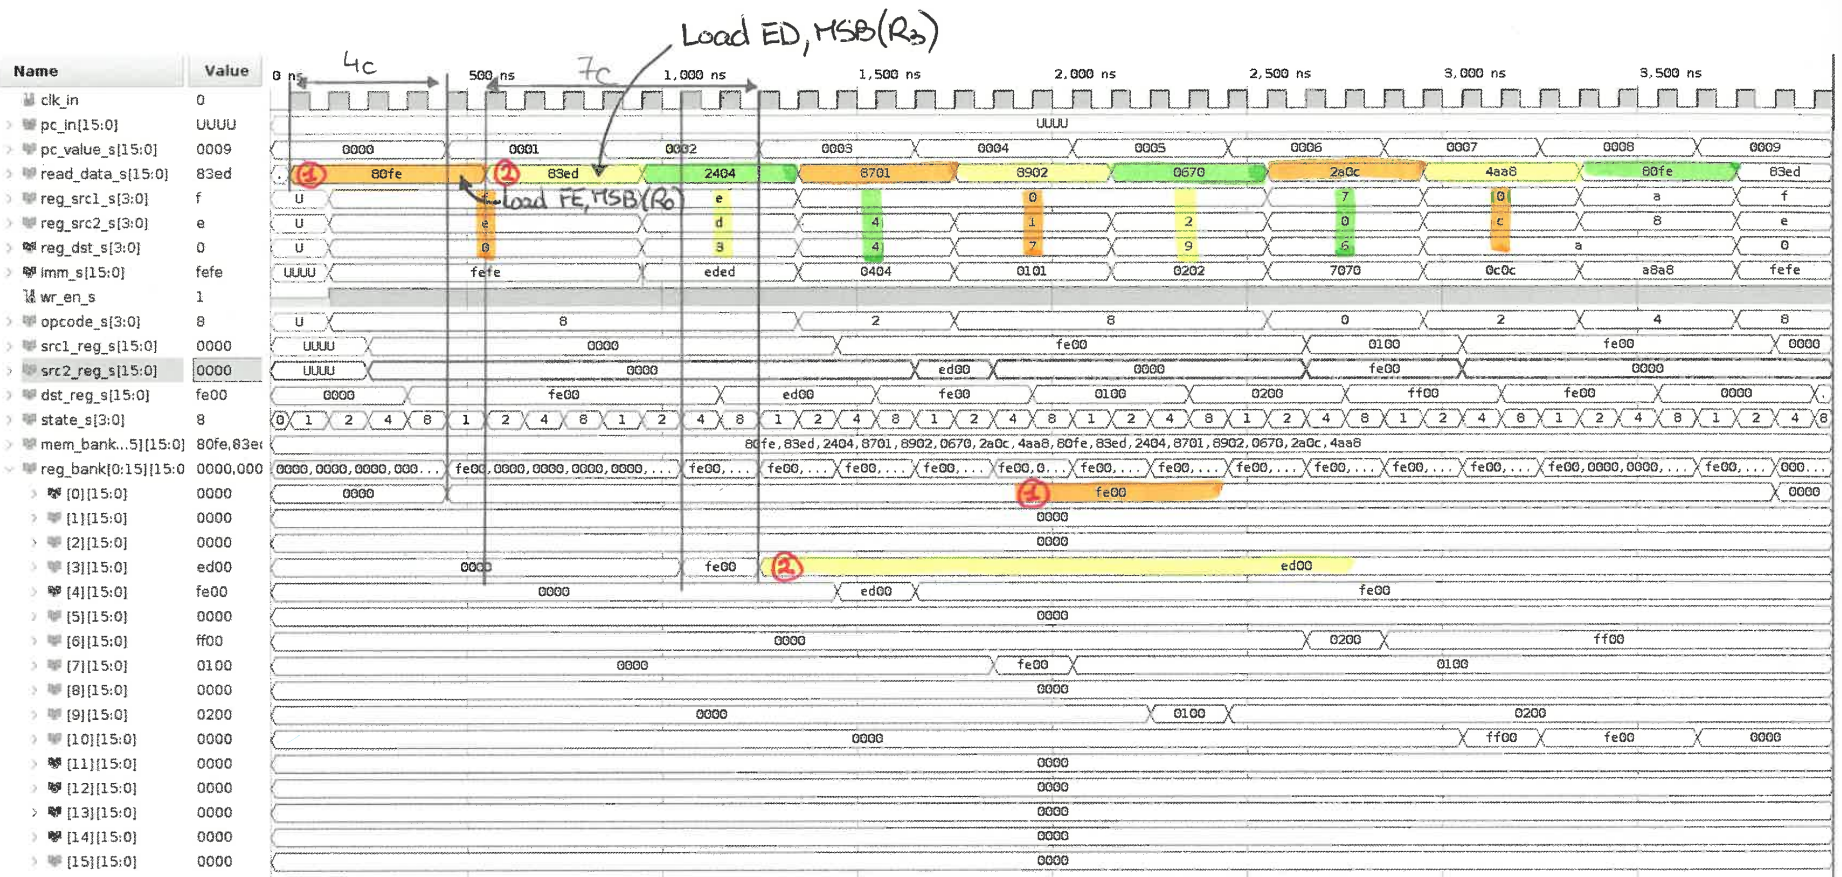 Load ED, MSB(R3)
4c 7c
Name Value 0 ns 500 ns 1,000 ns 1,500 ns 2,000 ns 2,500 ns 3,000 ns 3,500 ns
clk_in 0
pc_in[15:0] UUUU UUUU
pc_value_s[15:0] 0009 0000 0001 0002 0003 0004 0005 0006 0007 0008 0009
read_data_s[15:0] 83ed 1 80fe 2 83ed 2404 8701 8902 0670 2a0c 4aa8 80fe 83ed
reg_src1_s[3:0] f U f Load FE, MSB(R0) e 0 7 0 a f
reg_src2_s[3:0] e U e d 4 1 2 0 c 8 e
reg_dst_s[3:0] 0 U 0 3 4 7 9 6 a 0
imm_s[15:0] fefe UUUU fefe eded 0404 0101 0202 7070 0c0c a8a8 fefe
wr_en_s 1
opcode_s[3:0] 8 U 8 2 8 0 2 4 8
src1_reg_s[15:0] 0000 UUUU 0000 fe00 0100 fe00 0000
src2_reg_s[15:0] 0000 UUUU 0000 ed00 0000 fe00 0000
dst_reg_s[15:0] fe00 0000 fe00 ed00 fe00 0100 0200 ff00 fe00 0000
state_s[3:0] 8 0 1 2 4 8 1 2 4 8 1 2 4 8 1 2 4 8 1 2 4 8 1 2 4 8 1 2 4 8 1 2 4 8 1 2 4 8
mem_bank...5][15:0] 80fe,83e 80fe,83ed,2404,8701,8902,0670,2a0c,4aa8,80fe,83ed,2404,8701,8902,0670,2a0c,4aa8
reg_bank[0:15][15:0 0000,000 0000,0000,0000,000... fe00,0000,0000,0000,... fe00,... fe00,... fe00,... fe00,... fe00,0... fe00,... fe00,... fe00,... fe00,... fe00,... fe00,... fe00,0000,0000,... fe00,... 000...
[0][15:0] 0000 0000 1 fe00 0000
[1][15:0] 0000 0000
[2][15:0] 0000 0000
[3][15:0] ed00 0000 fe00 2 ed00
[4][15:0] fe00 0000 ed00 fe00
[5][15:0] 0000 0000
[6][15:0] ff00 0000 0200 ff00
[7][15:0] 0100 0000 fe00 0100
[8][15:0] 0000 0000
[9][15:0] 0200 0000 0100 0200
[10][15:0] 0000 0000 ff00 fe00 0000
[11][15:0] 0000 0000
[12][15:0] 0000 0000
[13][15:0] 0000 0000
[14][15:0] 0000 0000
[15][15:0] 0000 0000